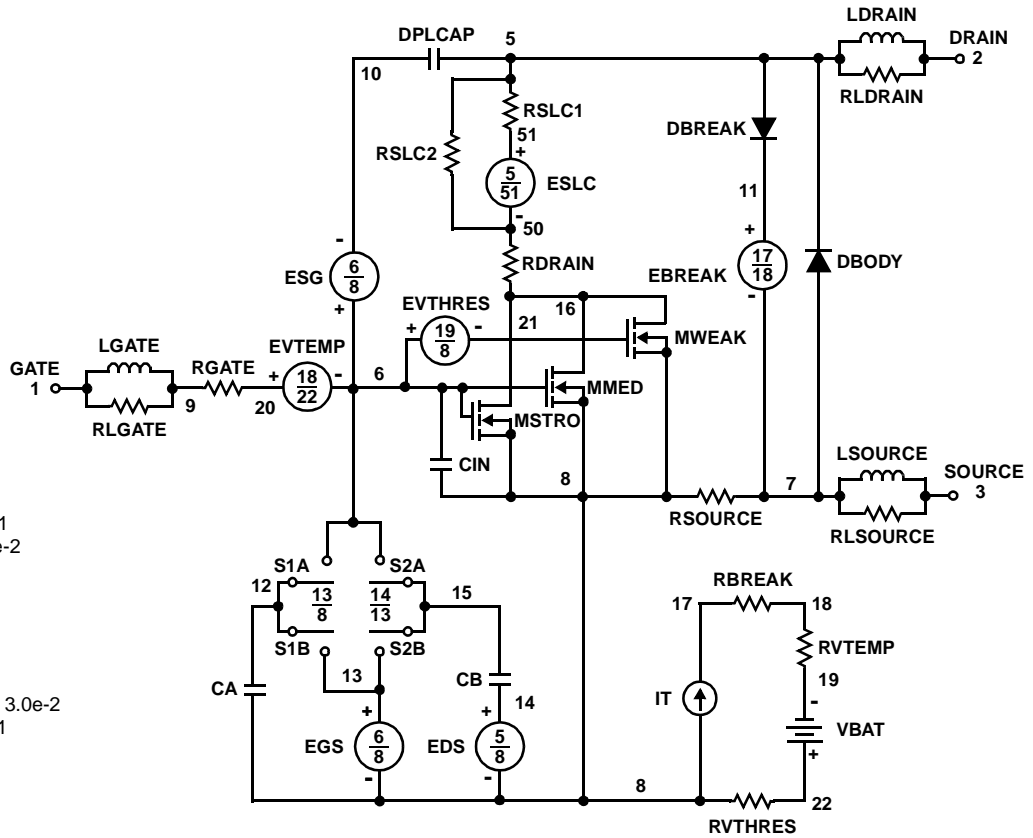 LDRAIN
DPLCAP 5 DRAIN
10 2
RLDRAIN
RSLC1
51
DBREAK
RSLC2
+
5
51
ESLC
11
-
50
-
+
RDRAIN
17
18
DBODY
6
8
ESG
EBREAK
EVTHRES
16
-
+
+ 19
8
- 21
MWEAK
LGATE
EVTEMP
GATE
RGATE
+ 18
22
- 6
MMED
1
9
20
MSTRO
RLGATE
LSOURCE
CIN
8
7
SOURCE
3
RSOURCE
RLSOURCE
1
e-2
S1A
S2A
RBREAK
12
13
8
14
13
15
17
18
S1B
S2B
RVTEMP
13
CB
19
CA
14
IT
-
3.0e-2
+
+
VBAT
1
EGS
6
8
EDS
5
8
+
-
-
8
22
RVTHRES